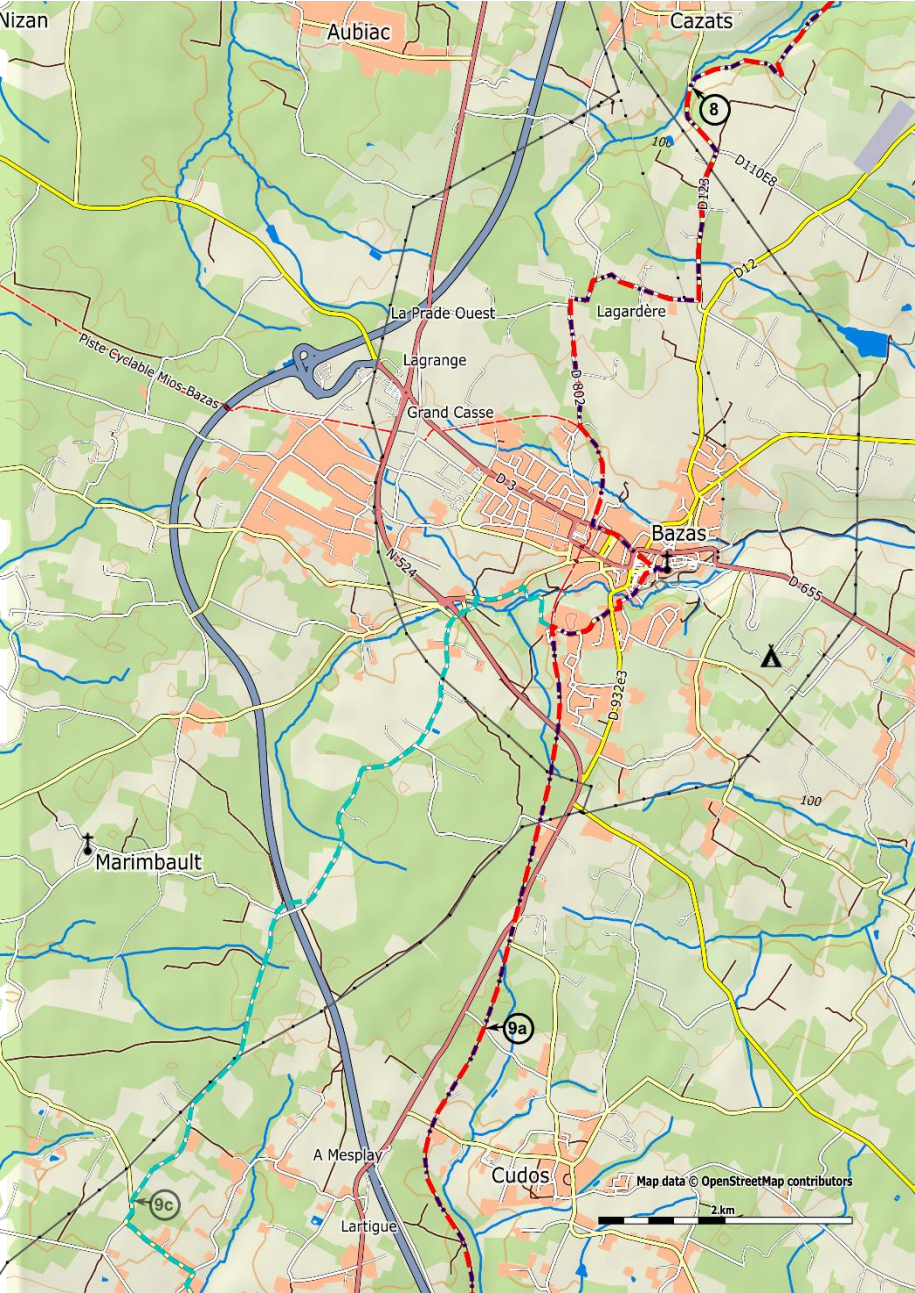 Nizan
Aubiac
Cazats
8
100
D110E8
D123
D12
La Prade Ouest
Lagardère
Piste Cyclable Mios-Bazas
Lagrange
D 802
Grand Casse
D 3
Bazas
N 524
D 655
D-932e3
100
Marimbault
9a
A Mesplay
Cudos
Map data © OpenStreetMap contributors
9c
2 km
Lartigue